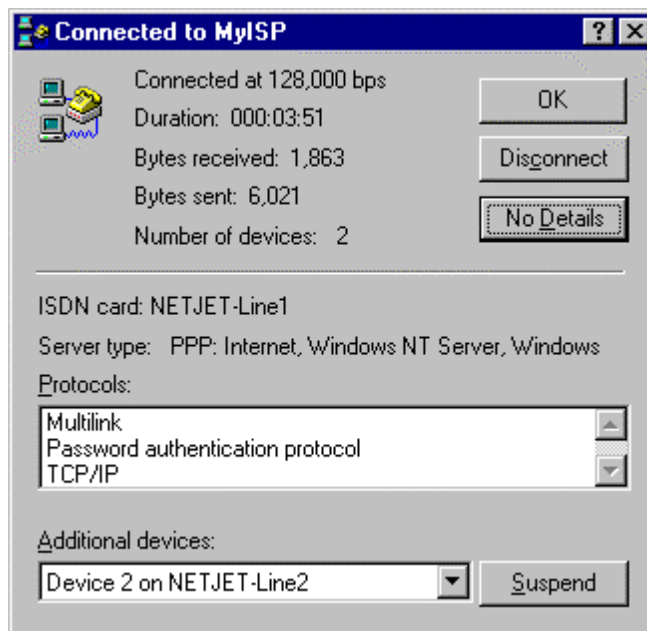 Connected to MyISP
Connected at 128,000 bps
OK
Duration: 000:03:51
Bytes received: 1,863
Disconnect
Bytes sent: 6,021
No Details
Number of devices: 2
ISDN card: NETJET-Line1
Server type: PPP: Internet, Windows NT Server, Windows
Protocols:
Multilink
Password authentication protocol
TCP/IP
Additional devices:
Device 2 on NETJET-Line2
Suspend